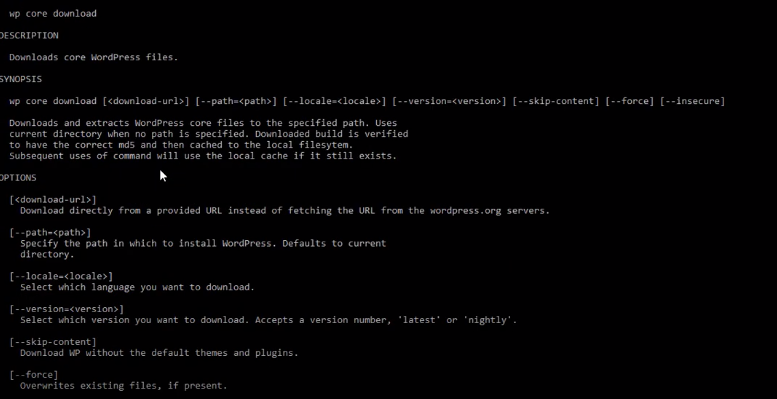 wp core download
DESCRIPTION
Downloads core WordPress files.
SYNOPSIS
wp core download [<download-url>] [--path=<path>] [--locale=<locale>] [--version=<version>] [--skip-content] [--force] [--insecure]
Downloads and extracts WordPress core files to the specified path. Uses
current directory when no path is specified. Downloaded build is verified
to have the correct md5 and then cached to the local filesytem.
Subsequent uses of command will use the local cache if it still exists.
OPTIONS
[<download-url>]
Download directly from a provided URL instead of fetching the URL from the wordpress.org servers.
[--path=<path>]
Specify the path in which to install WordPress. Defaults to current
directory.
[--locale=<locale>]
Select which language you want to download.
[--version=<version>]
Select which version you want to download. Accepts a version number, 'latest' or 'nightly'.
[--skip-content]
Download WP without the default themes and plugins.
[--force]
Overwrites existing files, if present.